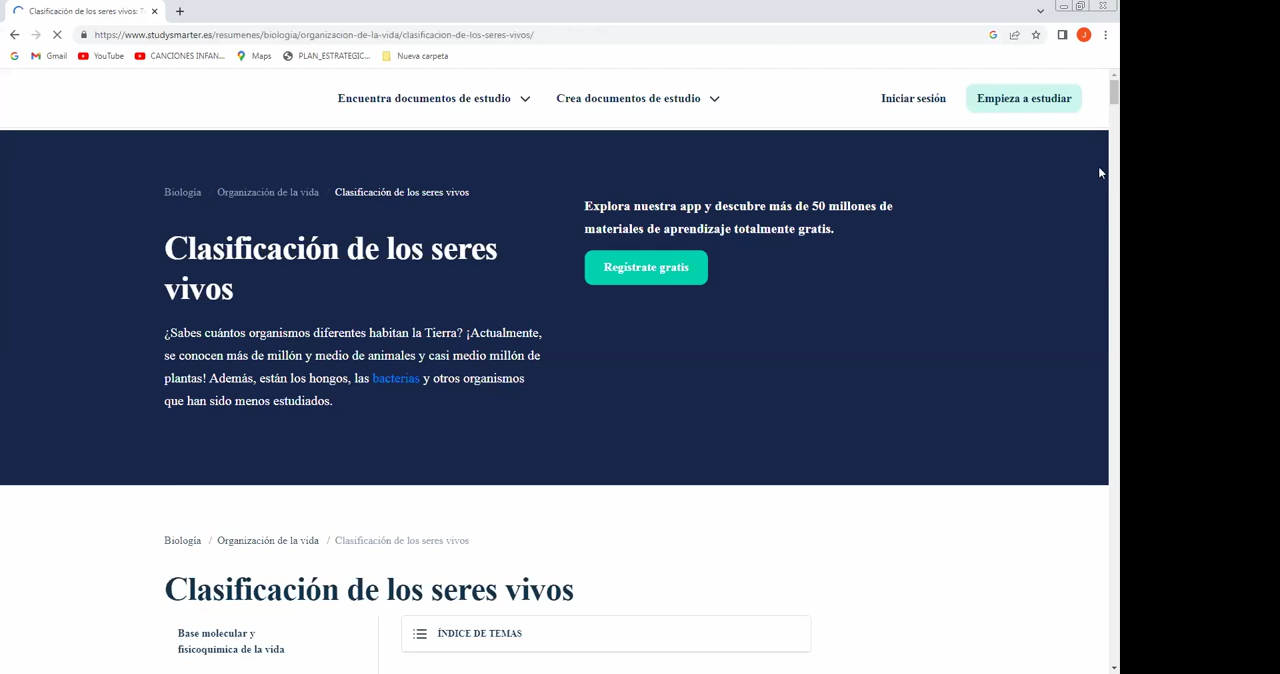 Clasificación de los seres vivos: T
https://www.studysmarter.es/resumenes/biologia/organizacion-de-la-vida/clasificacion-de-los-seres-vivos/
J
Gmail YouTube CANCIONES INFAN... Maps PLAN_ESTRATEGIC... Nueva carpeta
Encuentra documentos de estudio Crea documentos de estudio Iniciar sesión Empieza a estudiar
Biología Organización de la vida Clasificación de los seres vivos
Clasificación de los seres
vivos
¿Sabes cuántos organismos diferentes habitan la Tierra? ¡Actualmente,
se conocen más de millón y medio de animales y casi medio millón de
plantas! Además, están los hongos, las bacterias y otros organismos
que han sido menos estudiados.
Explora nuestra app y descubre más de 50 millones de
materiales de aprendizaje totalmente gratis.
Regístrate gratis
Biología / Organización de la vida / Clasificación de los seres vivos
Clasificación de los seres vivos
Base molecular y
fisicoquímica de la vida
ÍNDICE DE TEMAS